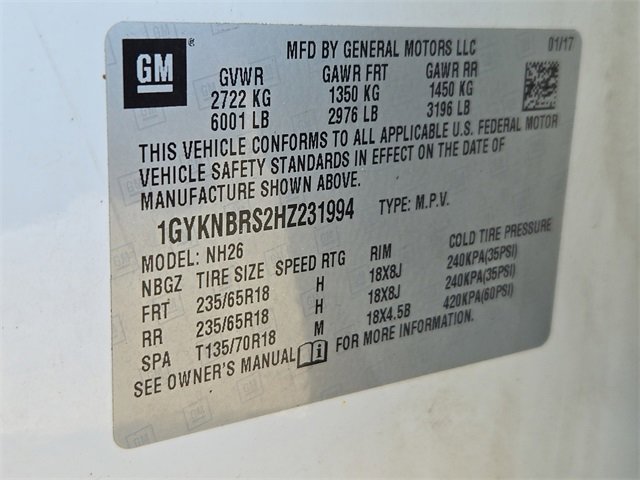 GM
MFD BY GENERAL MOTORS LLC 01/17
GVWR GAWR FRT GAWR RR
2722 KG 1350 KG 1450 KG
6001 LB 2976 LB 3196 LB
THIS VEHICLE CONFORMS TO ALL APPLICABLE U.S. FEDERAL MOTOR
VEHICLE SAFETY STANDARDS IN EFFECT ON THE DATE OF
MANUFACTURE SHOWN ABOVE.
1GYKNBRS2HZ231994 TYPE: M.P.V.
MODEL: NH26
NBGZ TIRE SIZE SPEED RTG RIM COLD TIRE PRESSURE
FRT 235/65R18 H 18X8J 240KPA(35PSI)
RR 235/65R18 H 18X8J 240KPA(35PSI)
SPA T135/70R18 M 18X4.5B 420KPA(60PSI)
SEE OWNER'S MANUAL i FOR MORE INFORMATION.
GM